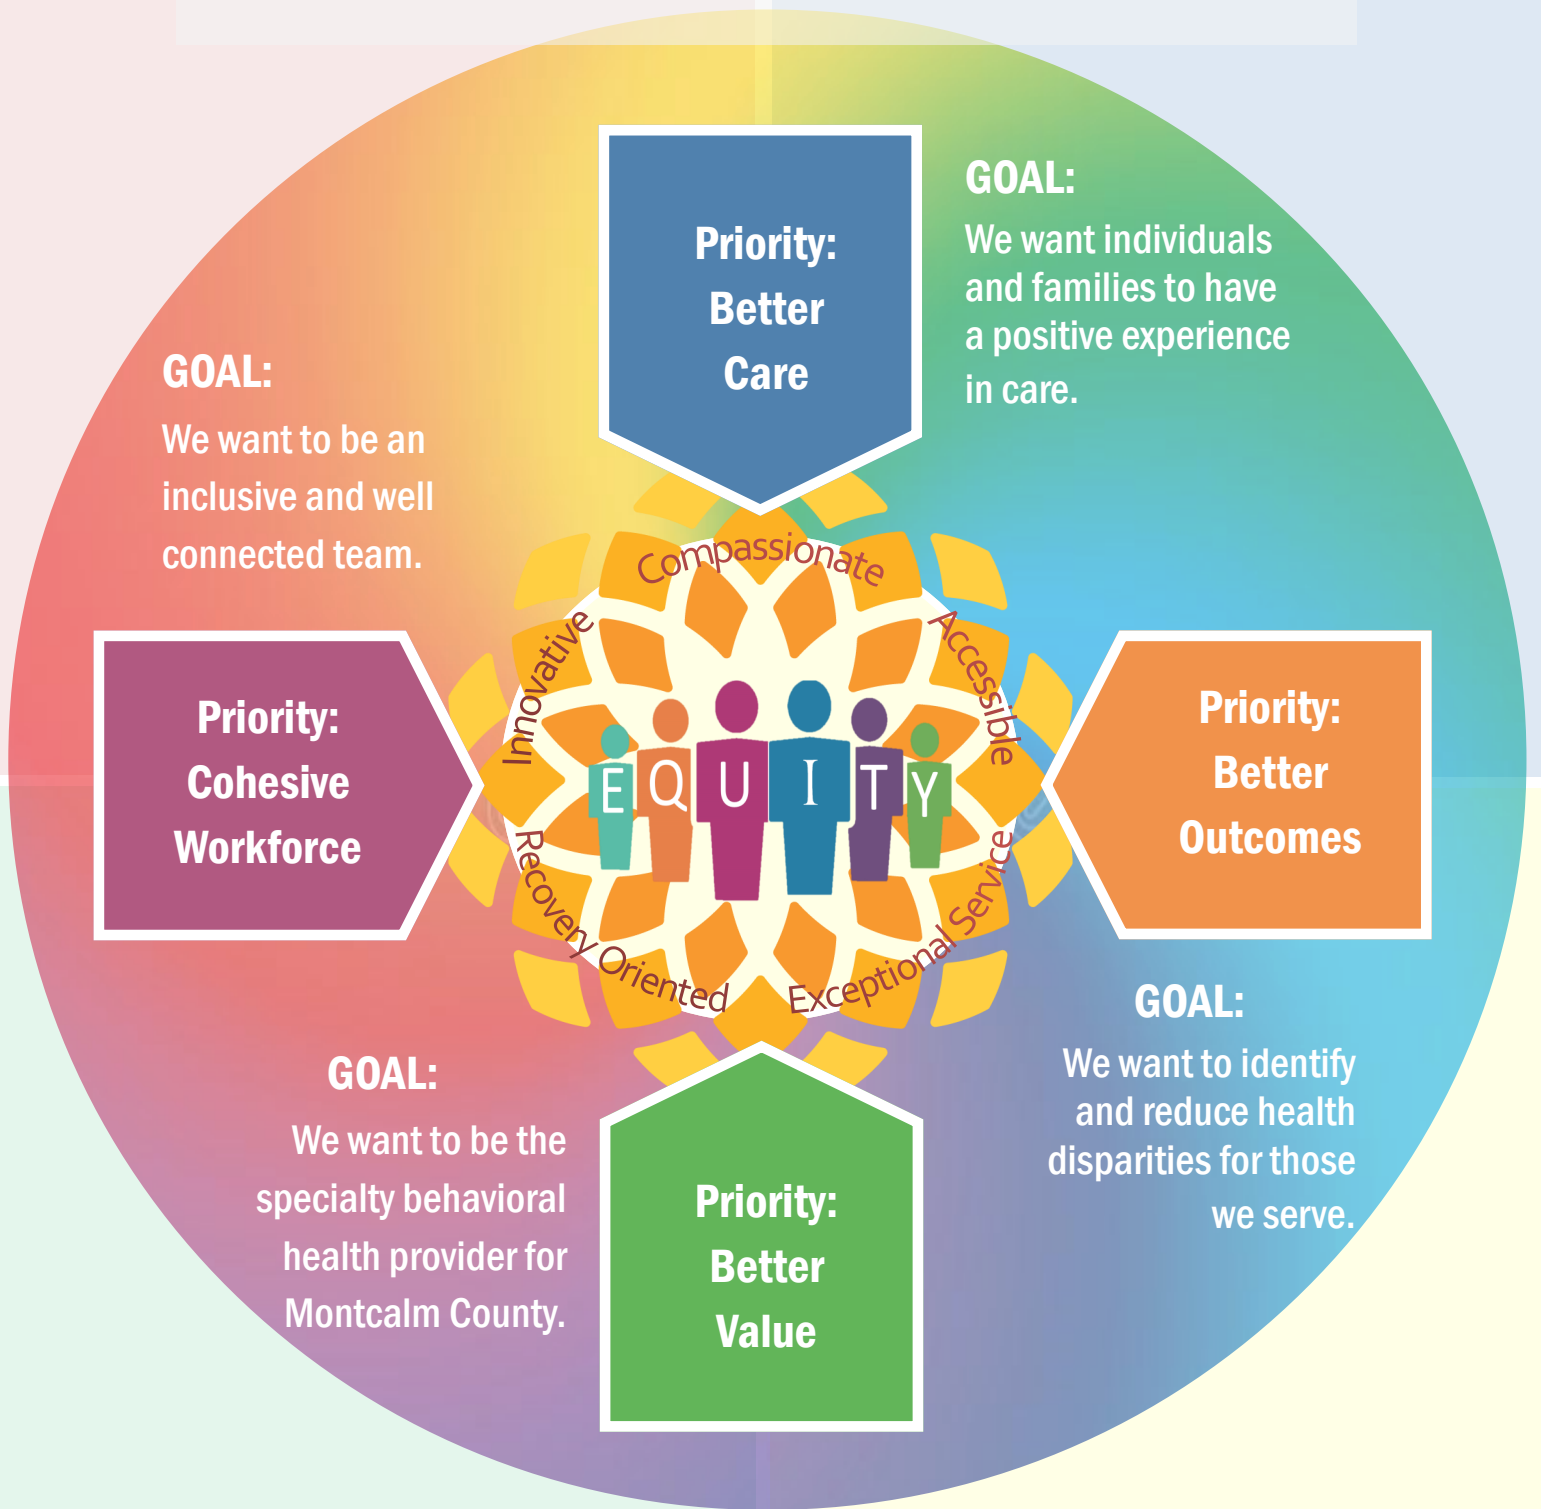 Priority:
Better
Care
GOAL:
We want individuals
and families to have
a positive experience
in care.
GOAL:
We want to be an
inclusive and well
connected team.
Priority:
Cohesive
Workforce
Compassionate
Innovative
Accessible
E Q U I T Y
Recovery Oriented
Exceptional Service
Priority:
Better
Outcomes
GOAL:
We want to identify
and reduce health
disparities for those
we serve.
GOAL:
We want to be the
specialty behavioral
health provider for
Montcalm County.
Priority:
Better
Value